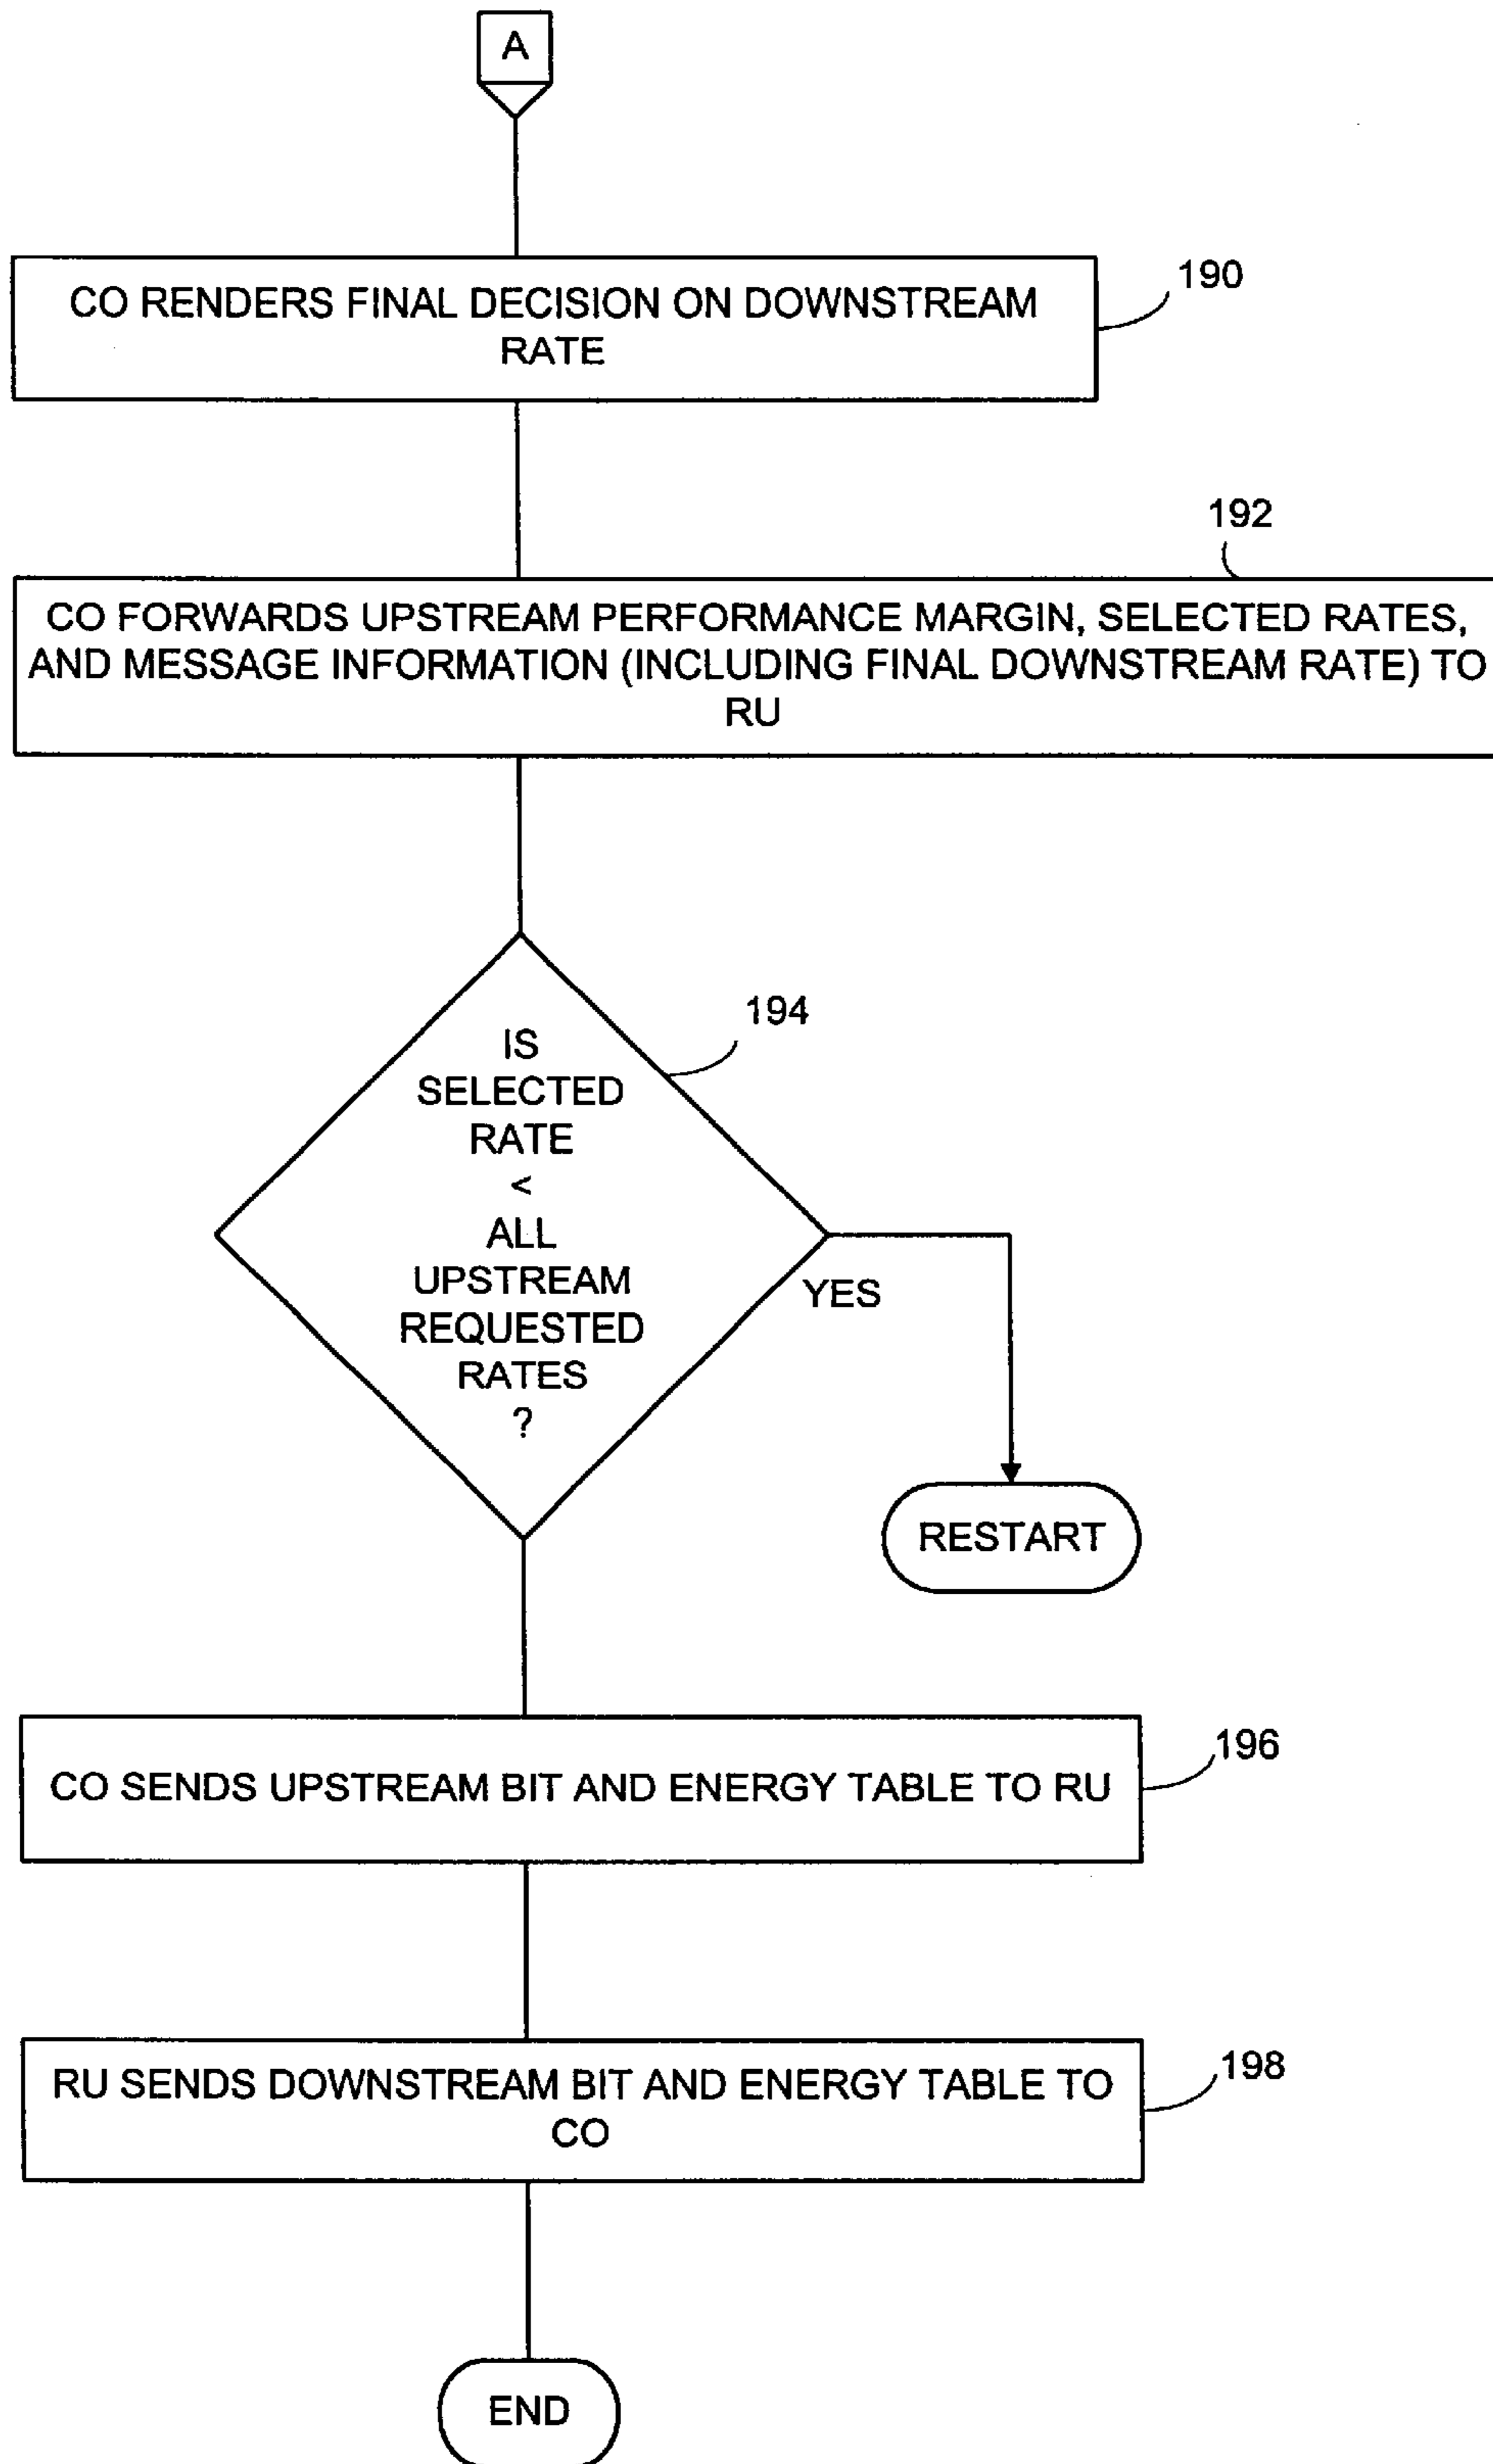 A
CO RENDERS FINAL DECISION ON DOWNSTREAM
RATE
190
192
CO FORWARDS UPSTREAM PERFORMANCE MARGIN, SELECTED RATES,
AND MESSAGE INFORMATION (INCLUDING FINAL DOWNSTREAM RATE) TO
RU
194
IS
SELECTED
RATE
<
ALL
UPSTREAM
REQUESTED
RATES
?
YES
RESTART
196
CO SENDS UPSTREAM BIT AND ENERGY TABLE TO RU
198
RU SENDS DOWNSTREAM BIT AND ENERGY TABLE TO
CO
END